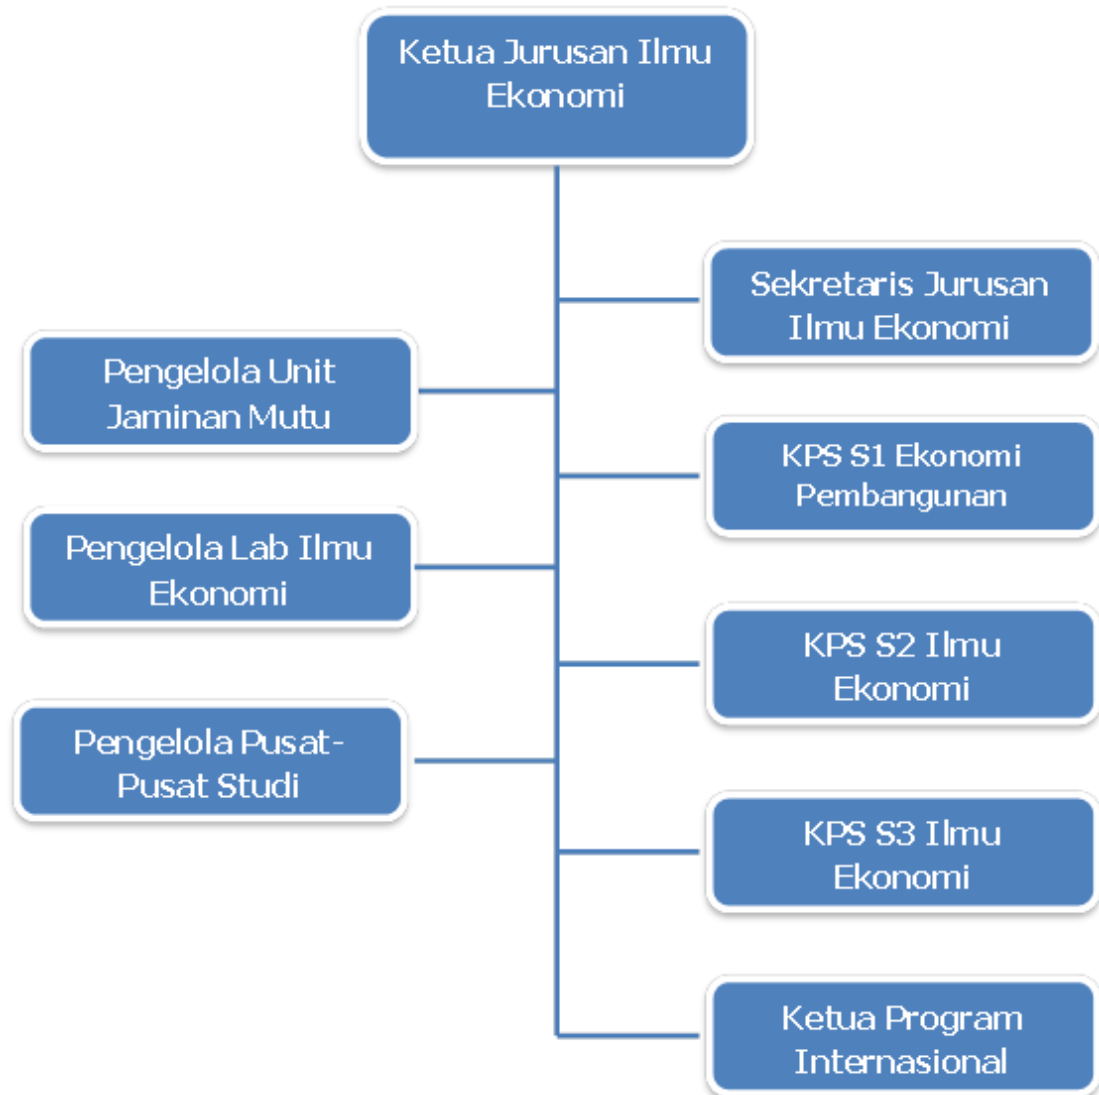 Ketua Jurusan Ilmu
Ekonomi
Sekretaris Jurusan
Ilmu Ekonomi
Pengelola Unit
Jaminan Mutu
KPS S1 Ekonomi
Pembangunan
Pengelola Lab Ilmu
Ekonomi
KPS S2 Ilmu
Ekonomi
Pengelola Pusat-
Pusat Studi
KPS S3 Ilmu
Ekonomi
Ketua Program
Internasional